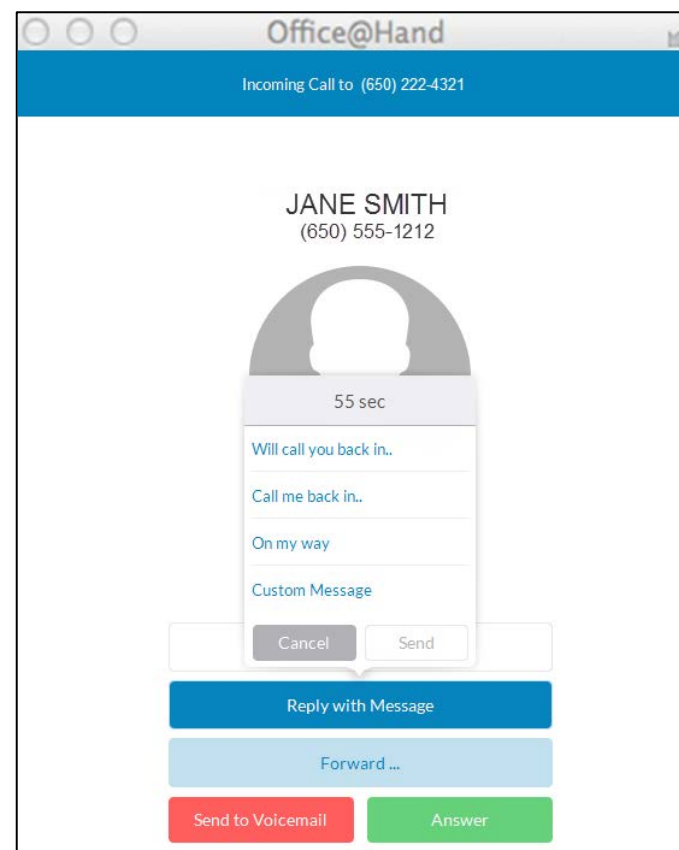 Office@Hand
Incoming Call to (650) 222-4321
JANE SMITH
(650) 555-1212
55 sec
Will call you back in..
Call me back in..
On my way
Custom Message
Cancel Send
Reply with Message
Forward ...
Send to Voicemail Answer